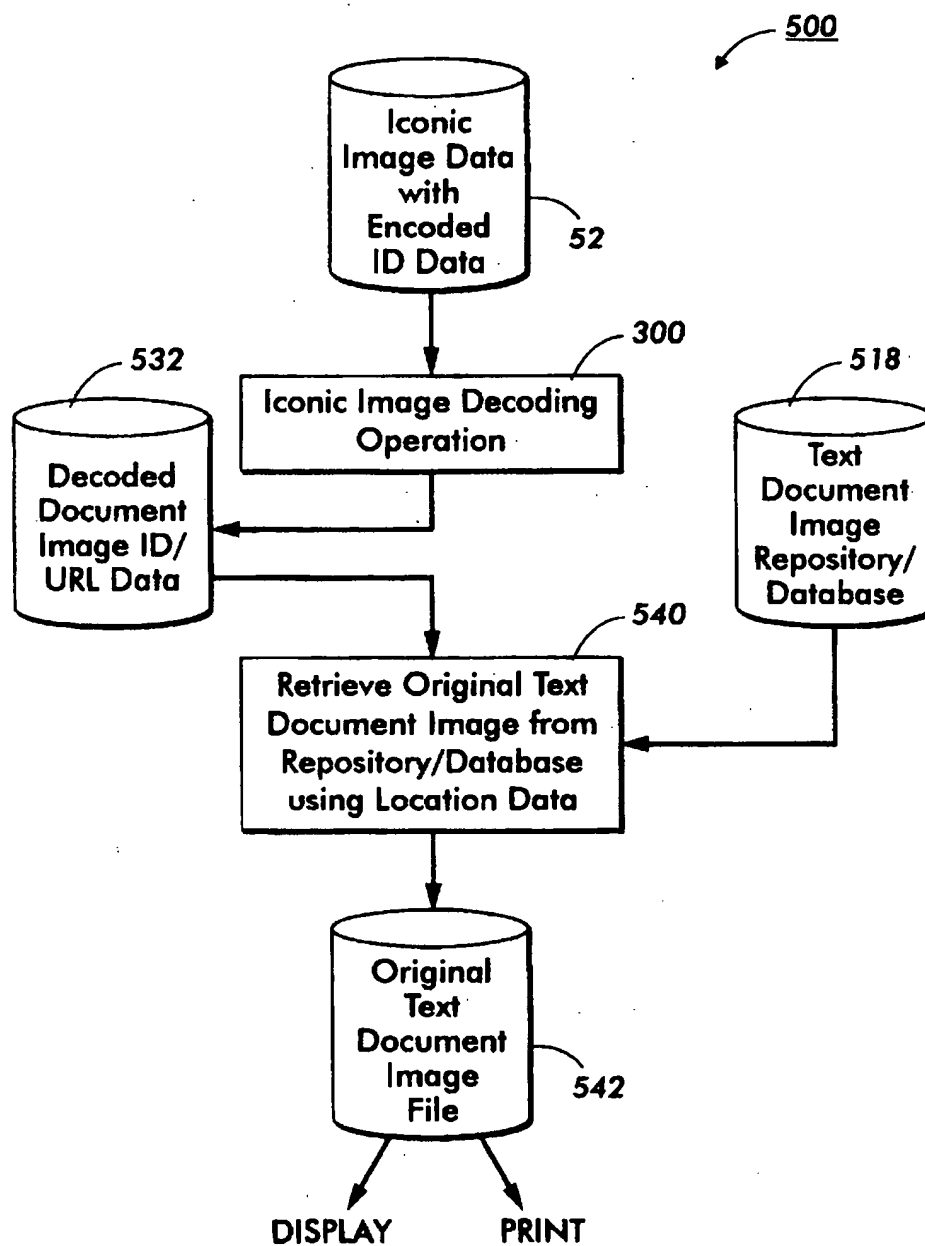 500
Iconic
Image Data
with
Encoded
ID Data
52
300
Iconic Image Decoding
Operation
532
Decoded
Document
Image ID/
URL Data
518
Text
Document
Image
Repository/
Database
540
Retrieve Original Text
Document Image from
Repository/Database
using Location Data
Original
Text
Document
Image
File
542
DISPLAY
PRINT